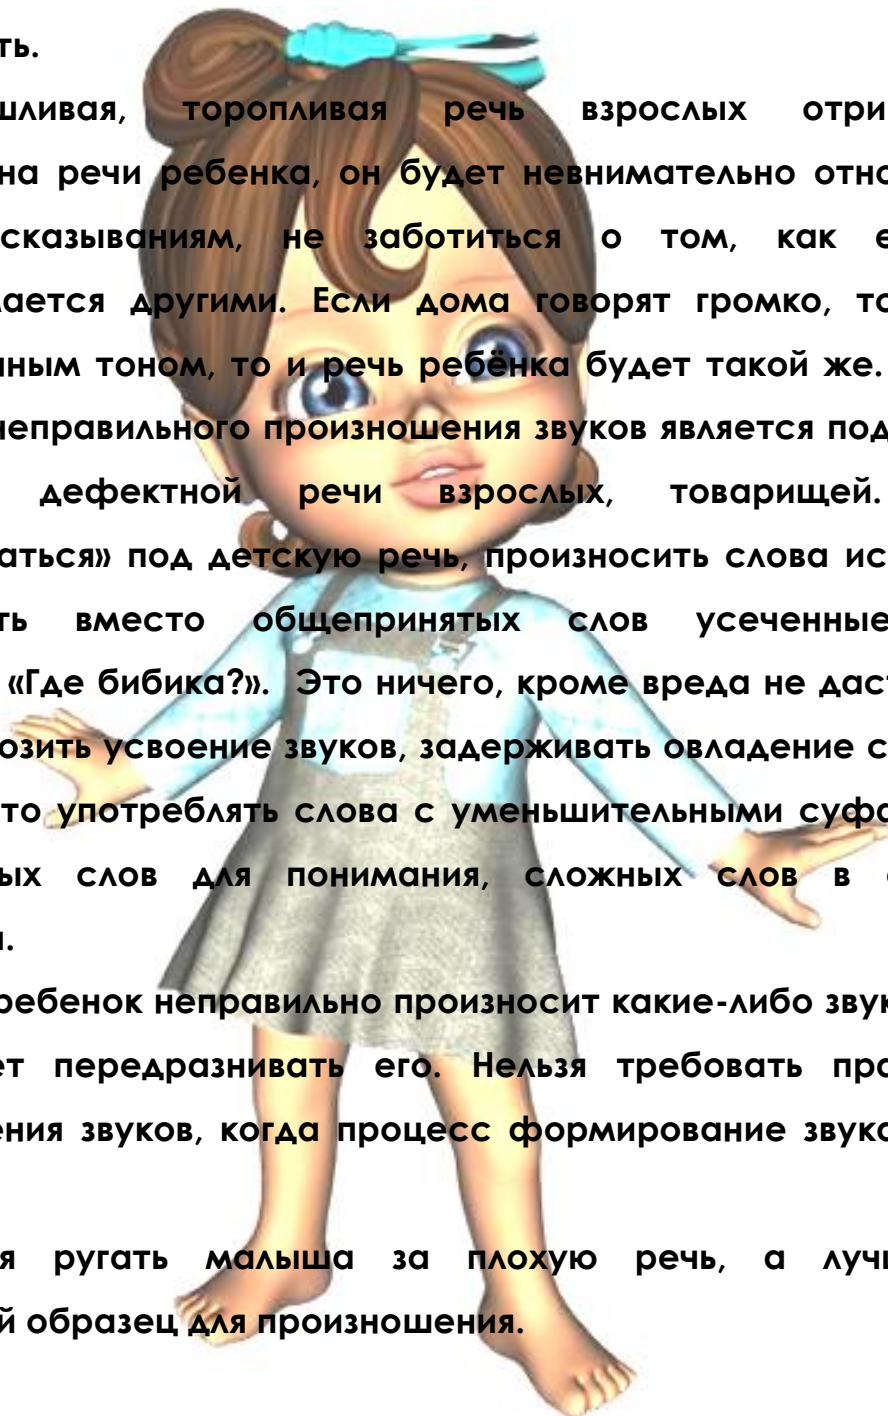 ть.
шливая, торопливая речь взрослых отри
на речи ребенка, он будет невнимательно отно
сказываниям, не заботиться о том, как е
ается другими. Если дома говорят громко, то
ным тоном, то и речь ребёнка будет такой же.
неправильного произношения звуков является под
дефектной речи взрослых, товарищей.
аться» под детскую речь, произносить слова ис
ть вместо общепринятых слов усеченные
«Где бибика?». Это ничего, кроме вреда не даст
озить усвоение звуков, задерживать овладение с
то употреблять слова с уменьшительными суфф
ых слов для понимания, сложных слов в
.
ребенок неправильно произносит какие-либо звук
ет передразнивать его. Нельзя требовать пра
ения звуков, когда процесс формирование звука
я ругать малыша за плохую речь, а лучш
й образец для произношения.